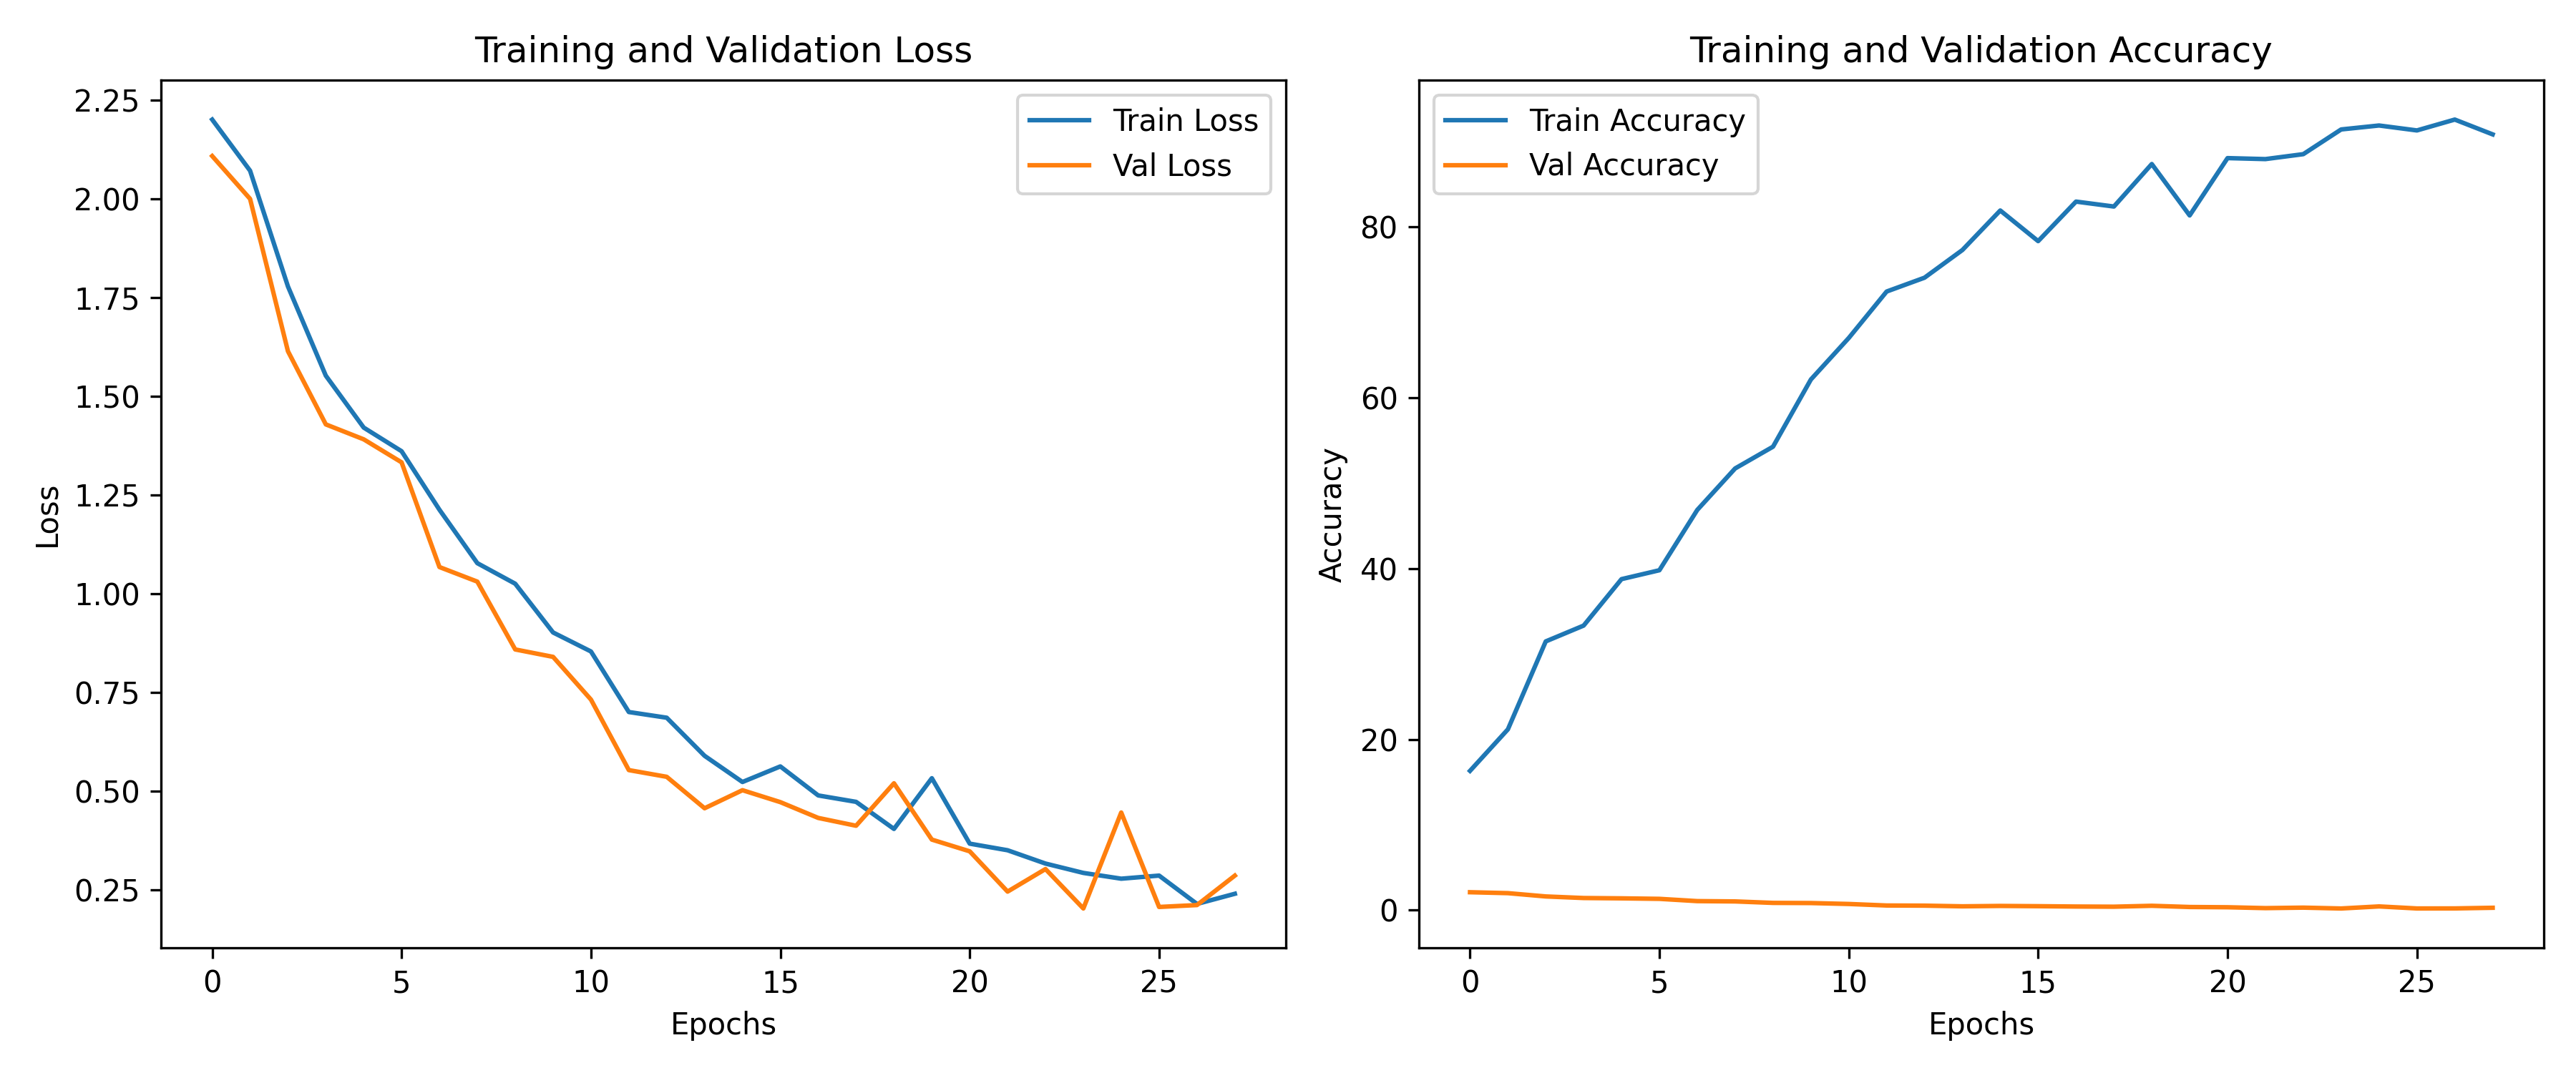 Training and Validation Loss
Train Loss
Val Loss
Loss
2.25
2.00
1.75
1.50
1.25
1.00
0.75
0.50
0.25
0 5 10 15 20 25
Epochs
Training and Validation Accuracy
Train Accuracy
Val Accuracy
Accuracy
80
60
40
20
0
0 5 10 15 20 25
Epochs